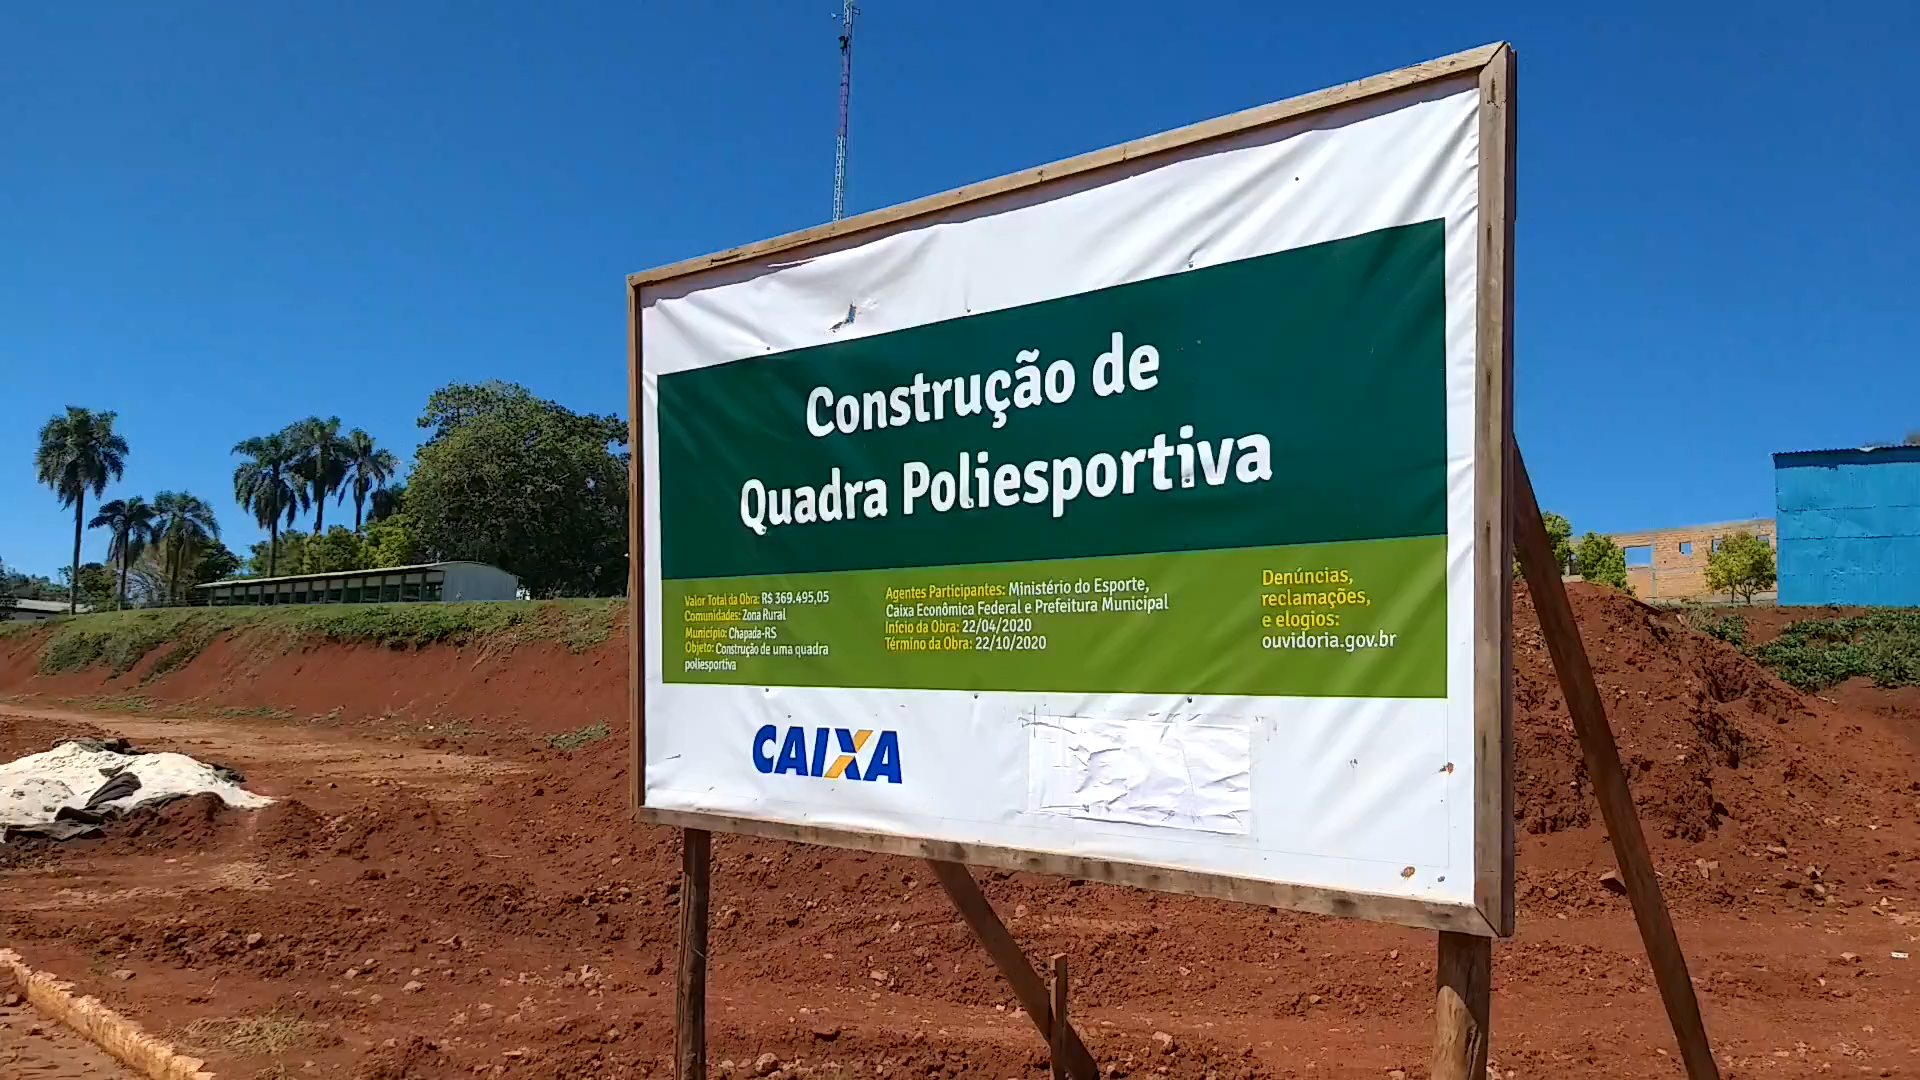 Construção de
Quadra Poliesportiva
Valor Total da Obra: R$ 369.495,05
Comunidades: Zona Rural
Município: Chapada-RS
Objeto: Construção de uma quadra
poliesportiva
Agentes Participantes: Ministério do Esporte,
Caixa Econômica Federal e Prefeitura Municipal
Início da Obra: 22/04/2020
Término da Obra: 22/10/2020
Denúncias,
reclamações,
e elogios:
ouvidoria.gov.br
CAIXA